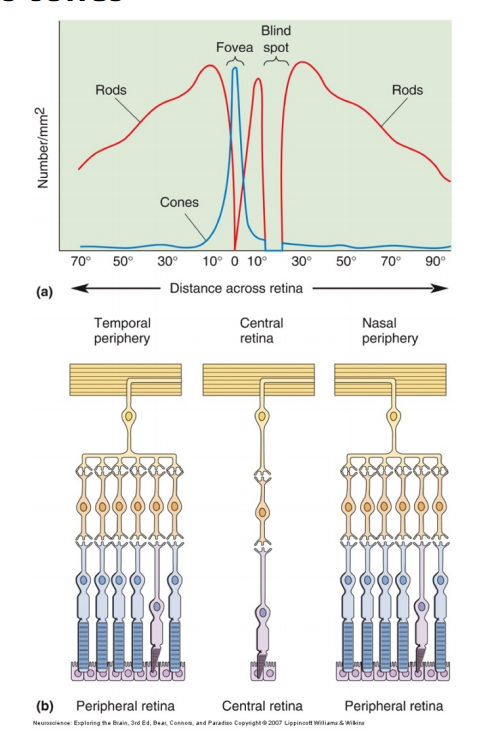 Blind
Fovea spot
Rods
Rods
Number/mm2
Cones
70° 50° 30° 10° 0 10° 30° 50° 70° 90°
(a)
Distance across retina
Temporal
periphery
Central
retina
Nasal
periphery
(b) Peripheral retina Central retina Peripheral retina
Neuroscience: Exploring the Brain, 3rd Ed, Bear, Connors, and Paradiso Copyright © 2007 Lippincott Williams & Wilkins